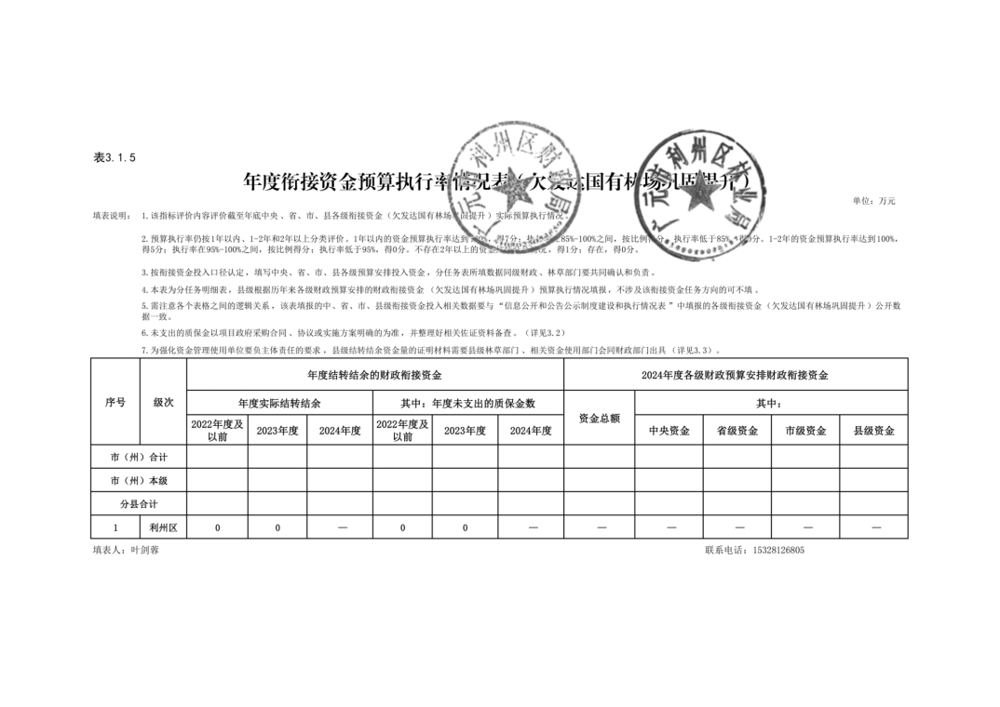 表3.1.5
年度衔接资金预算执行率情况表（欠发达国有林场巩固提升）
单位：万元
填表说明： 1.该指标评价内容评价截至年底中央、省、市、县各级衔接资金（欠发达国有林场巩固提升）实际预算执行情况。
2.预算执行率仍按1年以内、1-2年和2年以上分类评价。1年以内的资金预算执行率达到 ，得7分；执行 85%-100%之间，按比例得分，执行率低于85%，得0分。1-2年的资金预算执行率达到100%，
得5分；执行率在95%-100%之间，按比例得分；执行率低于95%，得0分。不存在2年以上的资金 情况，得1分；存在，得0分。
3.按衔接资金投入口径认定，填写中央、省、市、县各级预算安排投入资金，分任务表所填数据同级财政、林草部门要共同确认和负责。
4.本表为分任务明细表，县级根据历年来各级财政预算安排的财政衔接资金（欠发达国有林场巩固提升）预算执行情况填报，不涉及该衔接资金任务方向的可不填。
5.需注意各个表格之间的逻辑关系，该表填报的中、省、市、县级衔接资金投入相关数据要与“信息公开和公告公示制度建设和执行情况表”中填报的各级衔接资金（欠发达国有林场巩固提升）公开数
据一致。
6.未支出的质保金以项目政府采购合同、协议或实施方案明确的为准，并整理好相关佐证资料备查。（详见3.2）
7.为强化资金管理使用单位要负主体责任的要求，县级结转结余资金量的证明材料需要县级林草部门、相关资金使用部门会同财政部门出具（详见3.3）。
序号 级次 年度结转结余的财政衔接资金 2024年度各级财政预算安排财政衔接资金
年度实际结转结余 其中：年度未支出的质保金数 资金总额 其中：
2022年度及以前 2023年度 2024年度 2022年度及以前 2023年度 2024年度 中央资金 省级资金 市级资金 县级资金
市（州）合计
市（州）本级
分县合计
1 利州区 0 0 — 0 0 — — — — — —
填表人：叶剑蓉 联系电话：15328126805
广元市利州区财政局
广元市利州区林业局